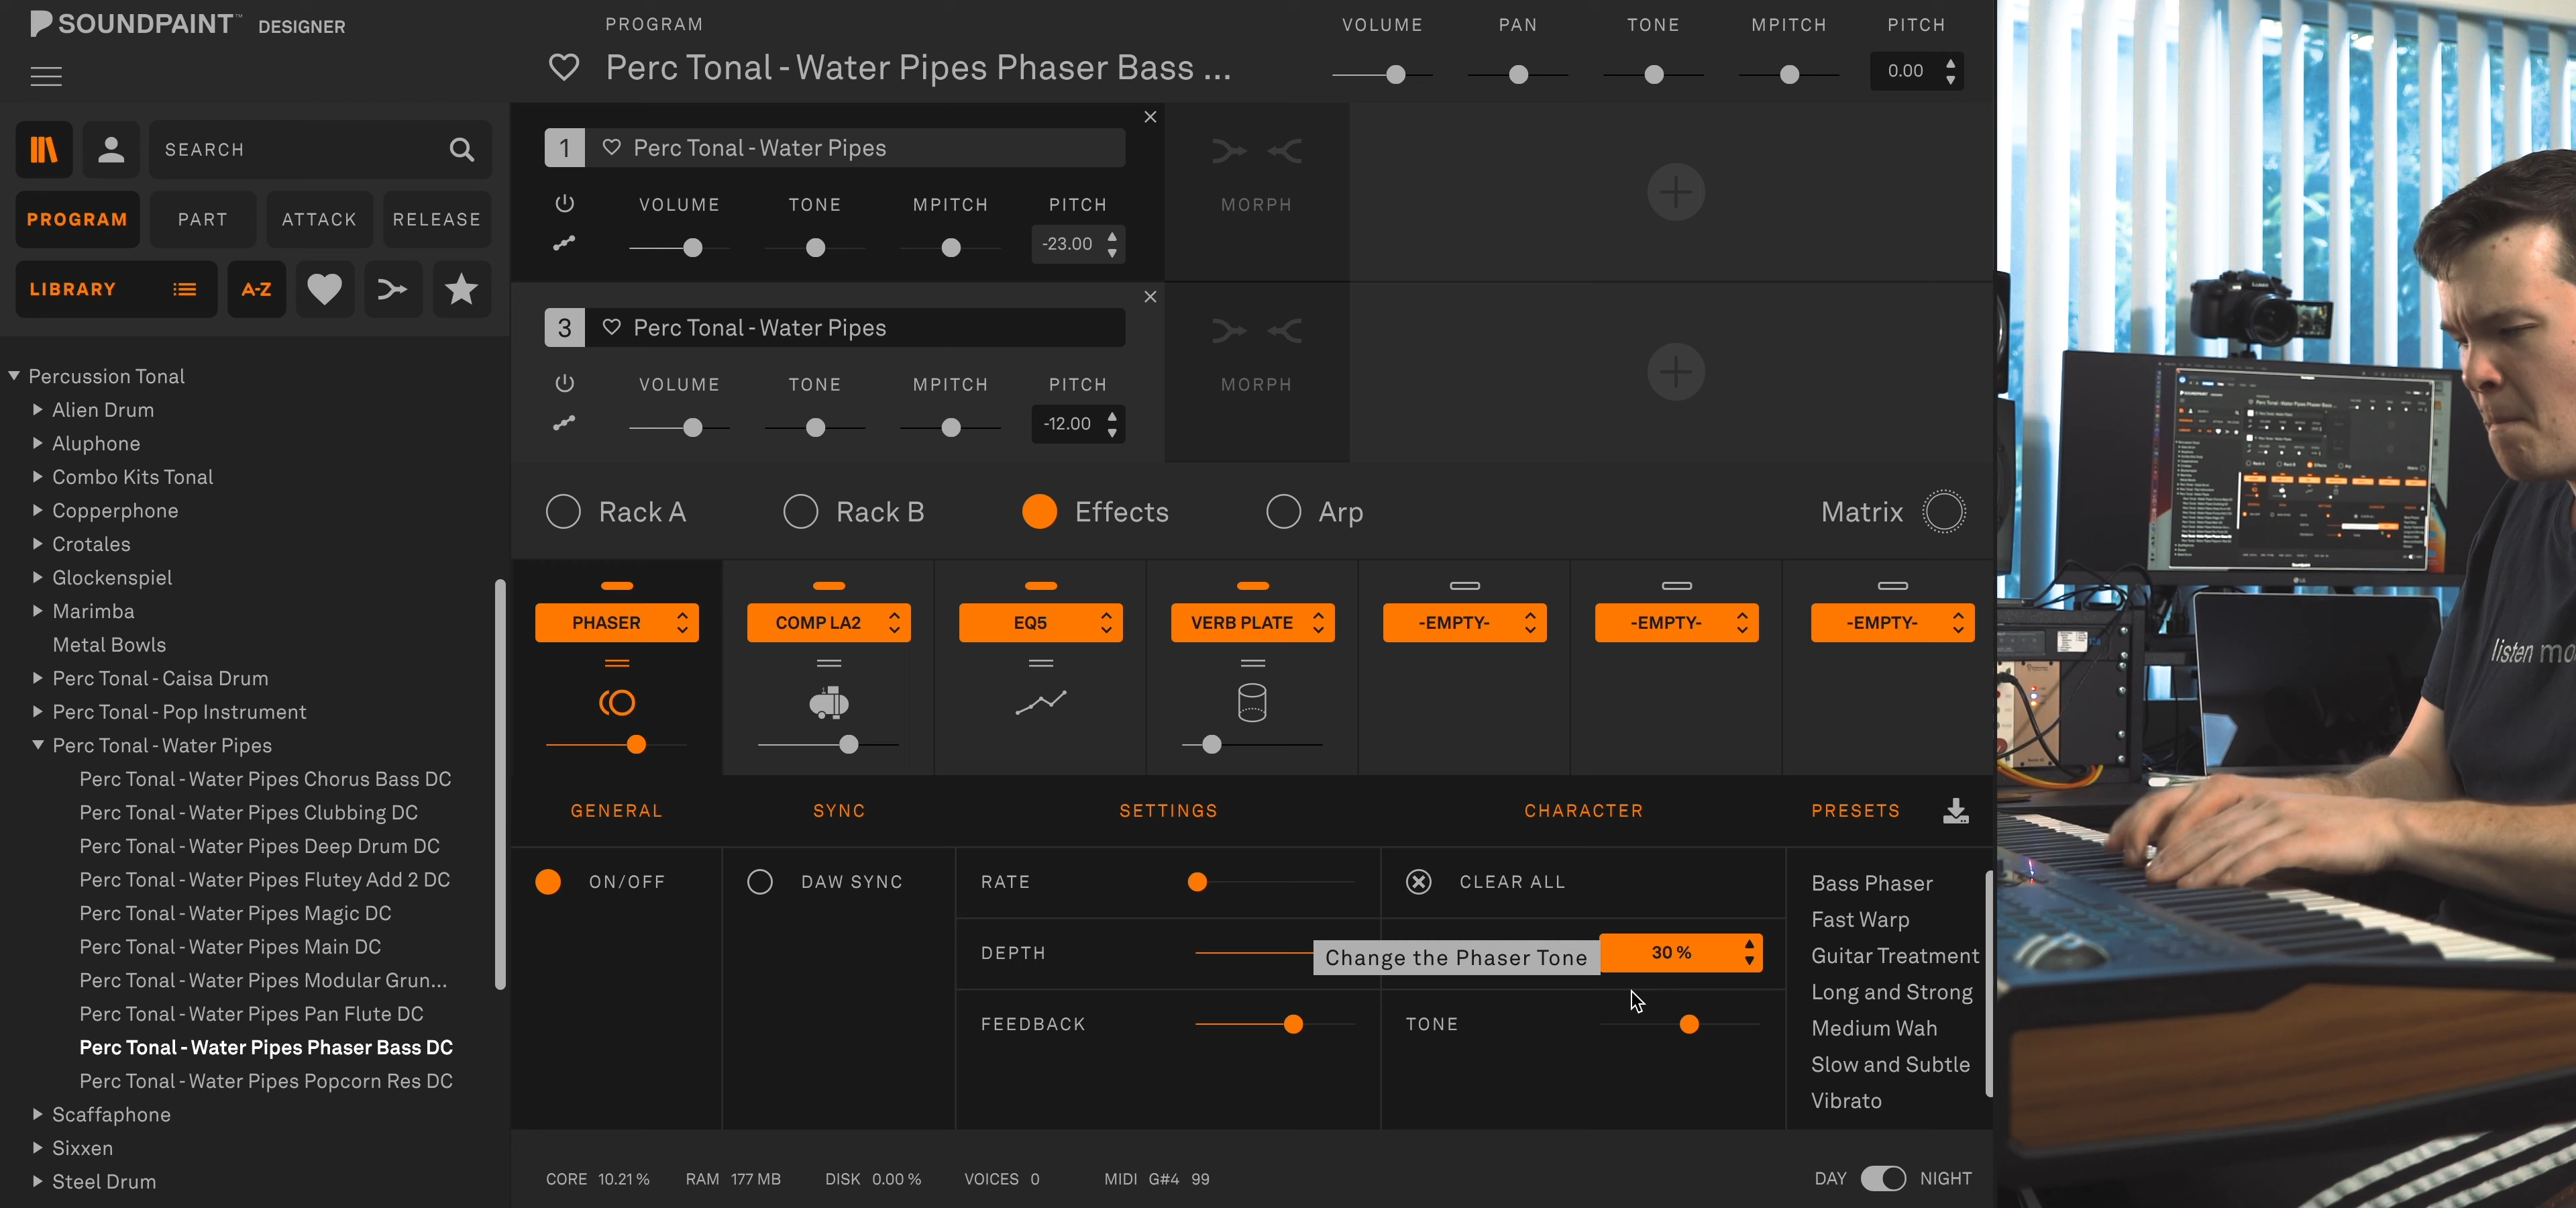 SOUNDPAINT™ DESIGNER
PROGRAM
Perc Tonal - Water Pipes Phaser Bass ...
VOLUME PAN TONE MPITCH PITCH
0.00
SEARCH
PROGRAM PART ATTACK RELEASE
LIBRARY A-Z
Percussion Tonal
Alien Drum
Aluphone
Combo Kits Tonal
Copperphone
Crotales
Glockenspiel
Marimba
Metal Bowls
Perc Tonal - Caisa Drum
Perc Tonal - Pop Instrument
Perc Tonal - Water Pipes
Perc Tonal - Water Pipes Chorus Bass DC
Perc Tonal - Water Pipes Clubbing DC
Perc Tonal - Water Pipes Deep Drum DC
Perc Tonal - Water Pipes Flutey Add 2 DC
Perc Tonal - Water Pipes Magic DC
Perc Tonal - Water Pipes Main DC
Perc Tonal - Water Pipes Modular Grun...
Perc Tonal - Water Pipes Pan Flute DC
Perc Tonal - Water Pipes Phaser Bass DC
Perc Tonal - Water Pipes Popcorn Res DC
Scaffaphone
Sixxen
Steel Drum
1 Perc Tonal - Water Pipes
VOLUME TONE MPITCH PITCH
-23.00
MORPH
3 Perc Tonal - Water Pipes
VOLUME TONE MPITCH PITCH
-12.00
MORPH
Rack A Rack B Effects Arp Matrix
PHASER COMP LA2 EQ5 VERB PLATE -EMPTY- -EMPTY- -EMPTY-
GENERAL SYNC SETTINGS CHARACTER PRESETS
ON/OFF DAW SYNC RATE CLEAR ALL
DEPTH Change the Phaser Tone 30 %
FEEDBACK TONE
Bass Phaser
Fast Warp
Guitar Treatment
Long and Strong
Medium Wah
Slow and Subtle
Vibrato
CORE 10.21 % RAM 177 MB DISK 0.00 % VOICES 0 MIDI G#4 99
DAY NIGHT
listen mo